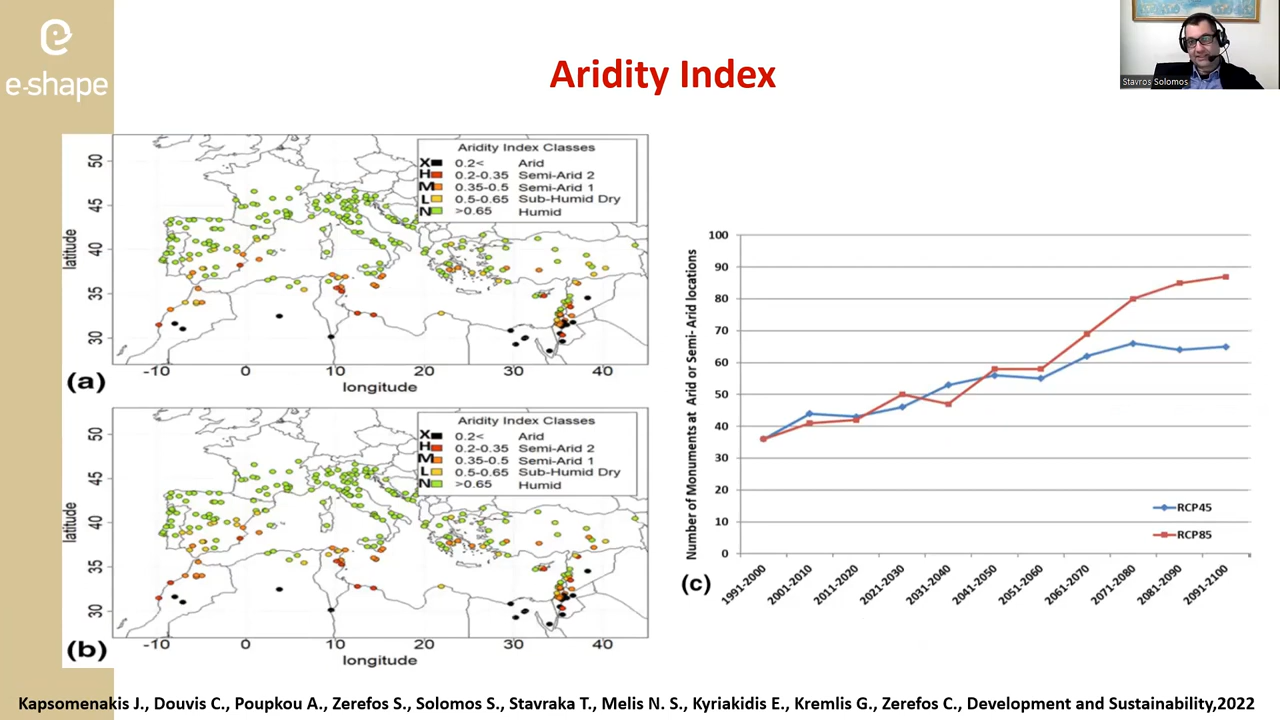 e-shape
Aridity Index
Stavros Solomos
Aridity Index Classes
X 0.2< Arid
H 0.2-0.35 Semi-Arid 2
M 0.35-0.5 Semi-Arid 1
L 0.5-0.65 Sub-Humid Dry
N >0.65 Humid
50
45
40
35
30
latitude
-10 0 10 20 30 40
longitude
(a)
Aridity Index Classes
X 0.2< Arid
H 0.2-0.35 Semi-Arid 2
M 0.35-0.5 Semi-Arid 1
L 0.5-0.65 Sub-Humid Dry
N >0.65 Humid
50
45
40
35
30
latitude
-10 0 10 20 30 40
longitude
(b)
Number of Monuments at Arid or Semi- Arid locations
100
90
80
70
60
50
40
30
20
10
0
RCP45
RCP85
1991-2000 2001-2010 2011-2020 2021-2030 2031-2040 2041-2050 2051-2060 2061-2070 2071-2080 2081-2090 2091-2100
(c)
Kapsomenakis J., Douvis C., Poupkou A., Zerefos S., Solomos S., Stavraka T., Melis N. S., Kyriakidis E., Kremlis G., Zerefos C., Development and Sustainability,2022